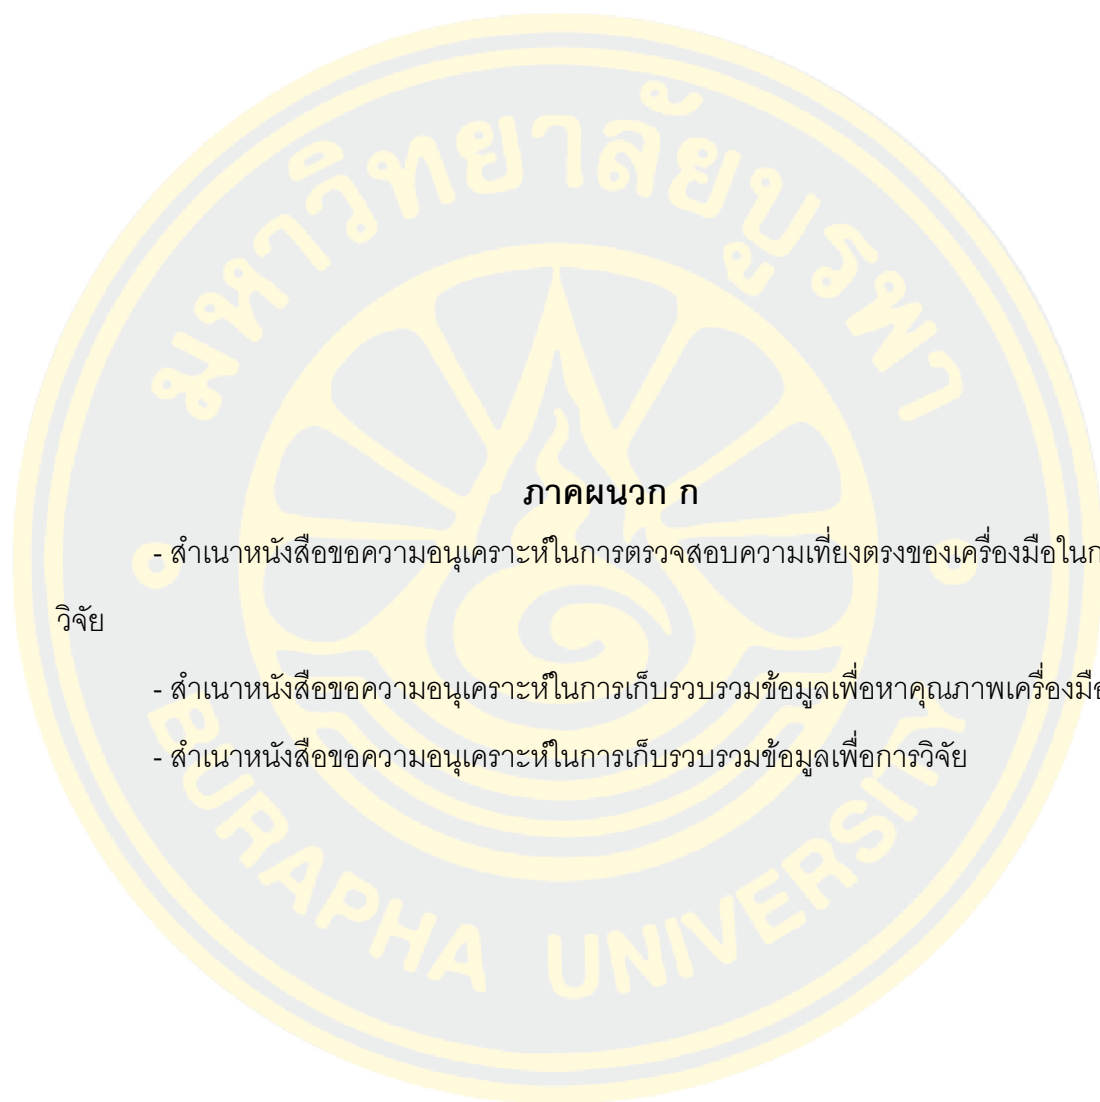 มหาวิทยาลัยบูรพา
ภาคผนวก ก
- สำเนาหนังสือขอความอนุเคราะห์ในการตรวจสอบความเที่ยงตรงของเครื่องมือในก
วิจัย
- สำเนาหนังสือขอความอนุเคราะห์ในการเก็บรวบรวมข้อมูลเพื่อหาคุณภาพเครื่องมือ
- สำเนาหนังสือขอความอนุเคราะห์ในการเก็บรวบรวมข้อมูลเพื่อการวิจัย
BURAPHA UNIVERSITY